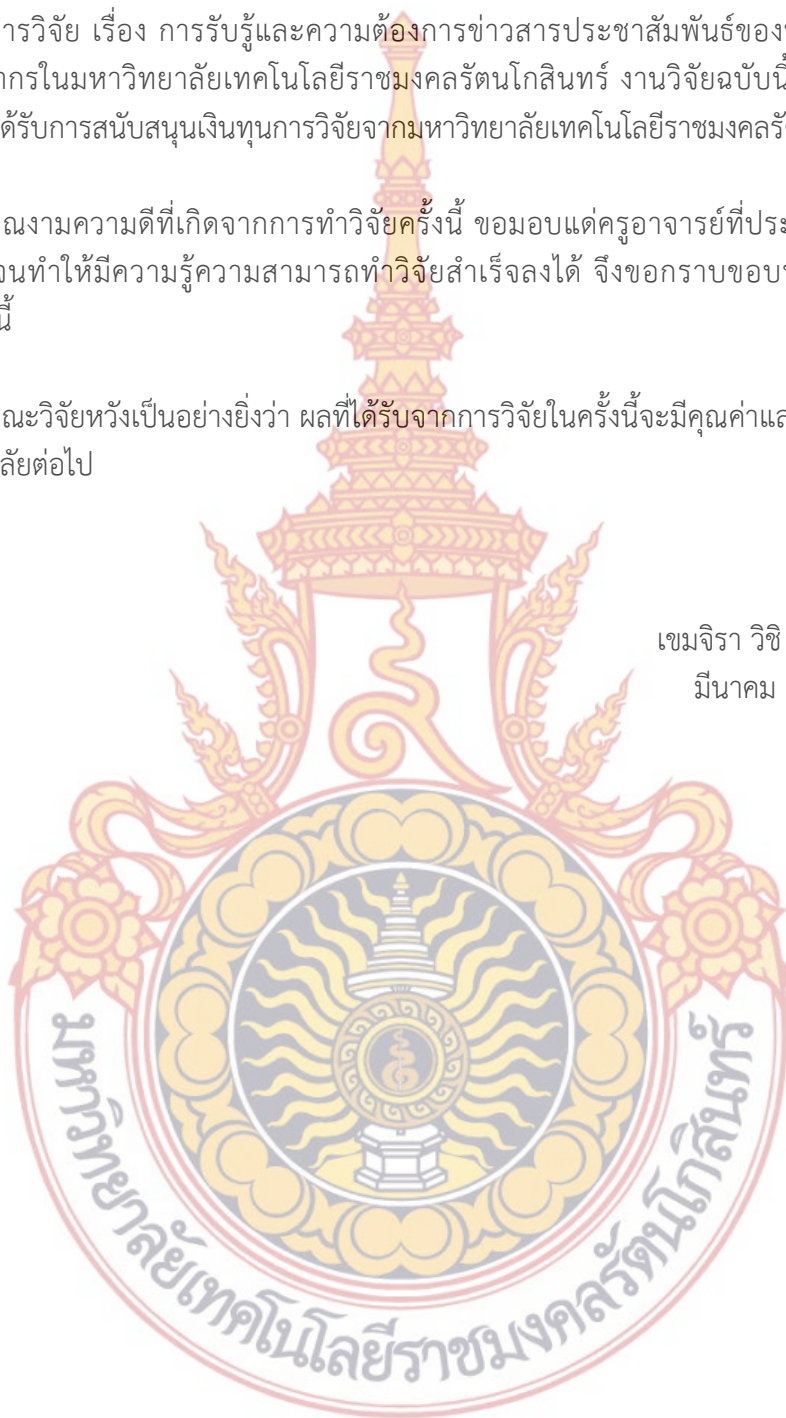 ารวิจัย เรื่อง การรับรู้และความต้องการข่าวสารประชาสัมพันธ์ของ
ากรในมหาวิทยาลัยเทคโนโลยีราชมงคลรัตนโกสินทร์ งานวิจัยฉบับนี้
ด้รับการสนับสนุนเงินทุนการวิจัยจากมหาวิทยาลัยเทคโนโลยีราชมงคลรั
ุณงามความดีที่เกิดจากการทำวิจัยครั้งนี้ ขอมอบแด่ครูอาจารย์ที่ประ
จนทำให้มีความรู้ความสามารถทำวิจัยสำเร็จลงได้ จึงขอกราบขอบ
นี้
ณะวิจัยหวังเป็นอย่างยิ่งว่า ผลที่ได้รับจากการวิจัยในครั้งนี้จะมีคุณค่าแล
ลัยต่อไป
เขมจิรา วิชิ
มีนาคม
มหาวิทยาลัยเทคโนโลยีราชมงคลรัตนโกสินทร์